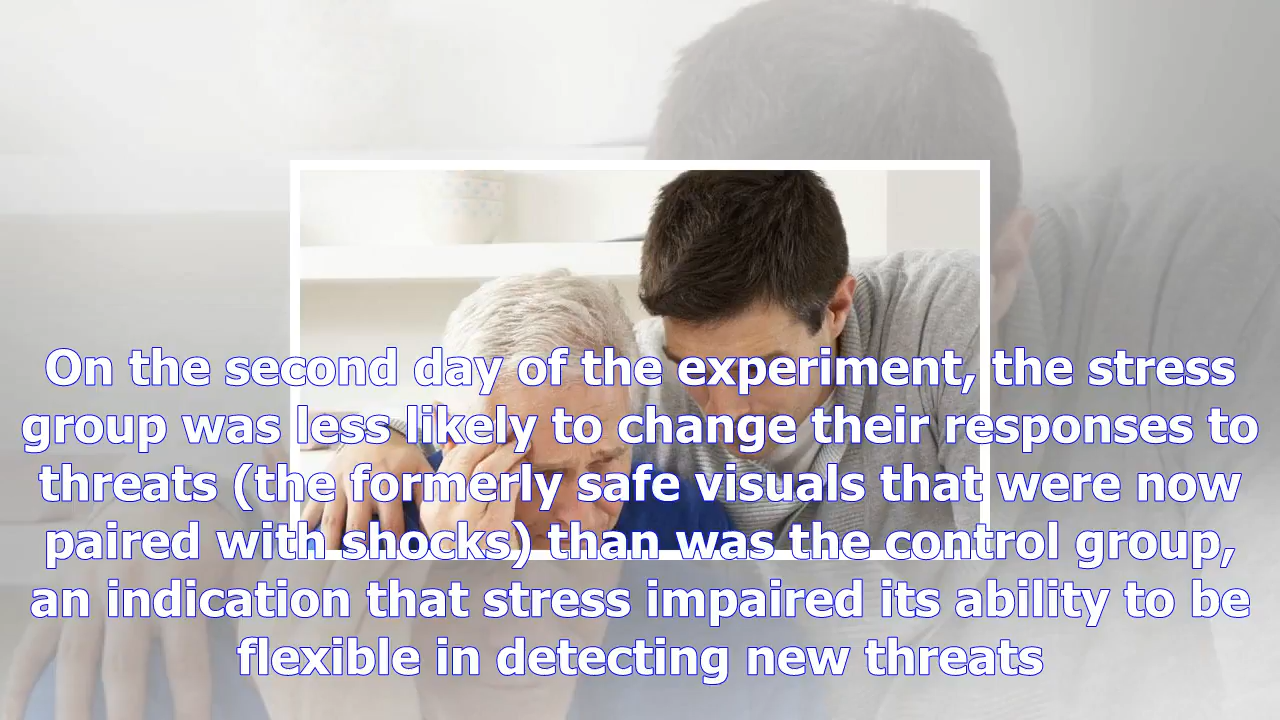 On the second day of the experiment, the stress
group was less likely to change their responses to
threats (the formerly safe visuals that were now
paired with shocks) than was the control group,
an indication that stress impaired its ability to be
flexible in detecting new threats